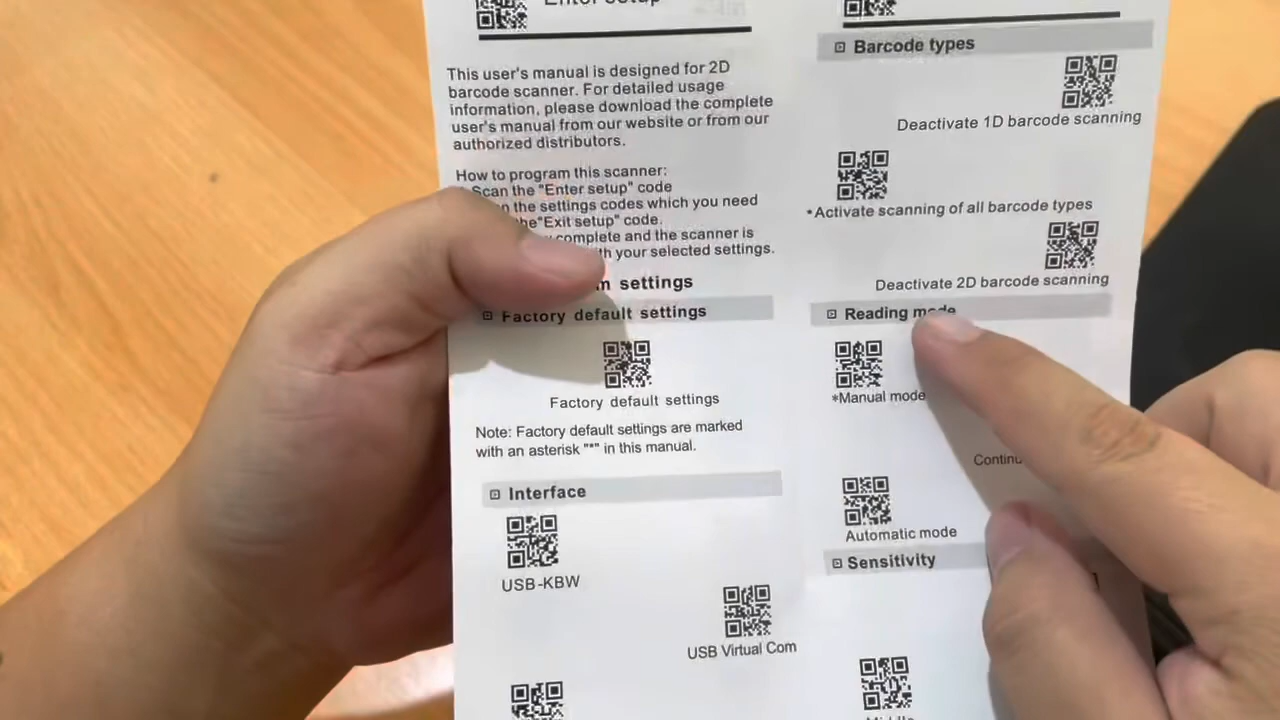 Enter setup
This user's manual is designed for 2D
barcode scanner. For detailed usage
information, please download the complete
user's manual from our website or from our
authorized distributors.
How to program this scanner:
Scan the "Enter setup" code
the settings codes which you need
"Exit setup" code.
complete and the scanner is
your selected settings.
settings
Factory default settings
Factory default settings
Note: Factory default settings are marked
with an asterisk "*" in this manual.
Interface
USB-KBW
USB Virtual Com
Barcode types
Deactivate 1D barcode scanning
*Activate scanning of all barcode types
Deactivate 2D barcode scanning
Reading mode
*Manual mode
Automatic mode
Sensitivity